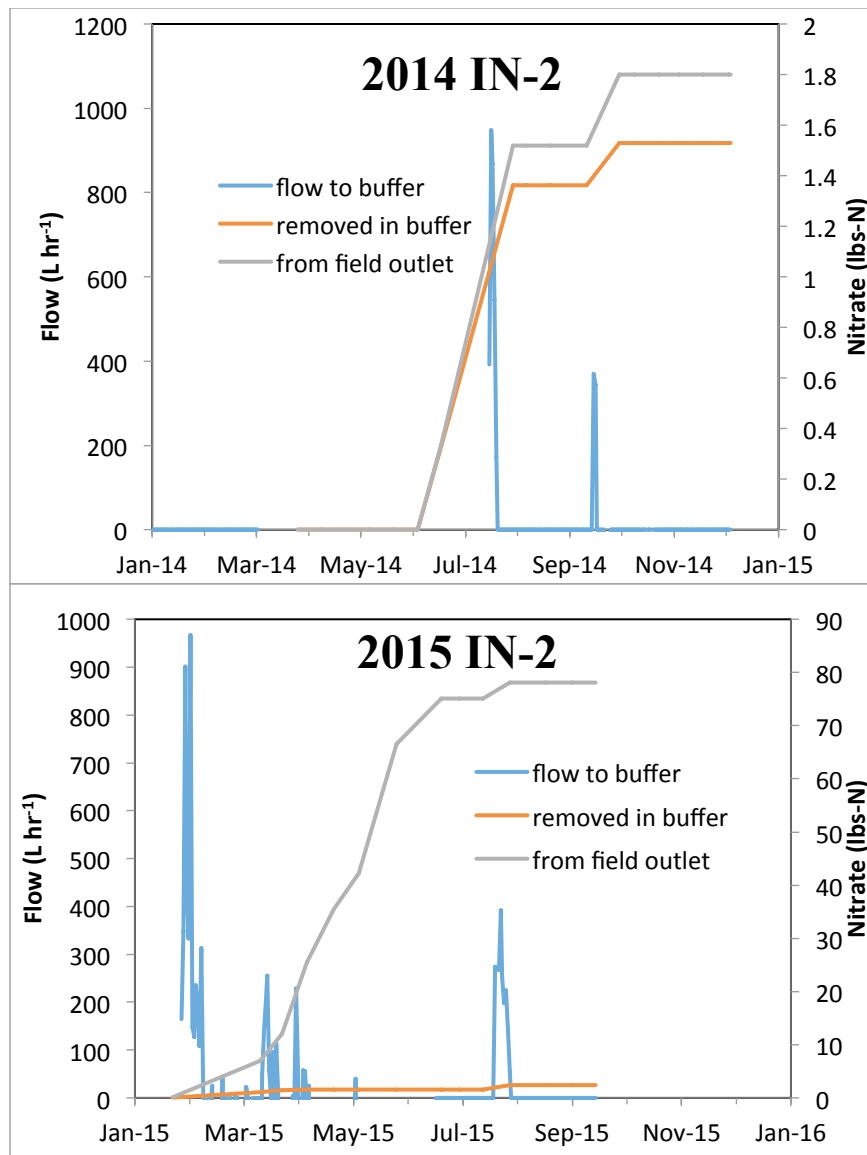 2014 IN-2
1200
1000
800
600
400
200
0
Flow (L hr⁻¹)
2
1.8
1.6
1.4
1.2
1
0.8
0.6
0.4
0.2
0
Nitrate (lbs-N)
flow to buffer
removed in buffer
from field outlet
Jan-14 Mar-14 May-14 Jul-14 Sep-14 Nov-14 Jan-15
2015 IN-2
1000
900
800
700
600
500
400
300
200
100
0
Flow (L hr⁻¹)
90
80
70
60
50
40
30
20
10
0
Nitrate (lbs-N)
flow to buffer
removed in buffer
from field outlet
Jan-15 Mar-15 May-15 Jul-15 Sep-15 Nov-15 Jan-16